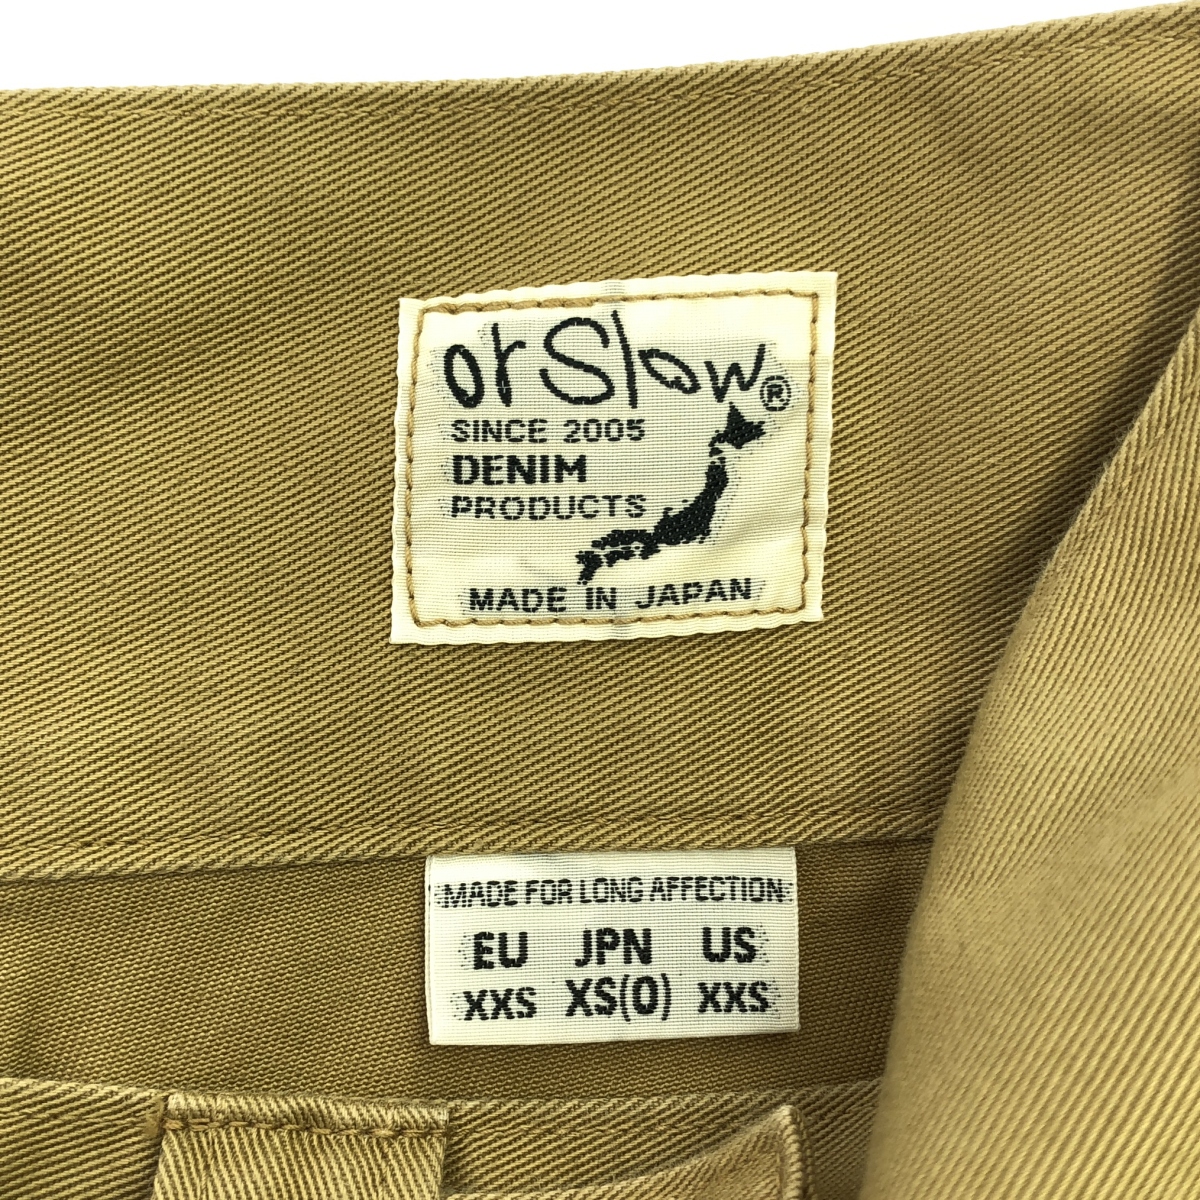 orSlow®
SINCE 2005
DENIM
PRODUCTS
MADE IN JAPAN
MADE FOR LONG AFFECTION
EU JPN US
XXS XS(0) XXS